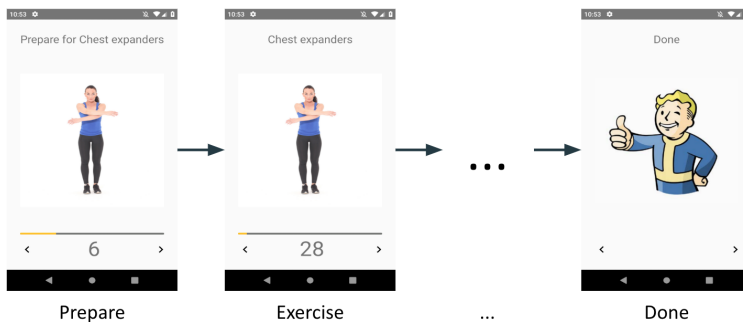 10:53
Prepare for Chest expanders
6
Prepare
10:53
Chest expanders
28
Exercise
...
...
10:53
Done
Done